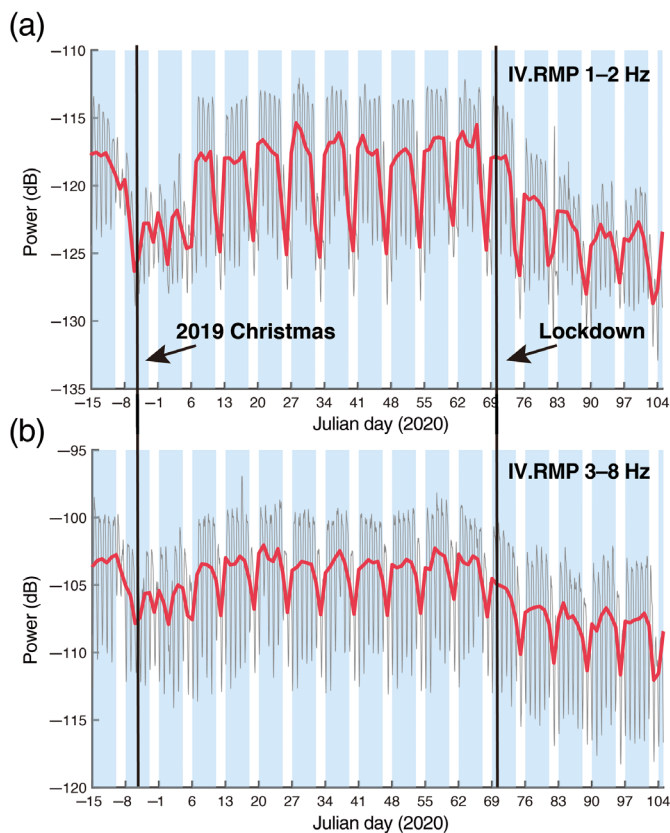 (a)
−110
−115
−120
−125
−130
−135
Power (dB)
IV.RMP 1–2 Hz
2019 Christmas
Lockdown
−15 −8 −1 6 13 20 27 34 41 48 55 62 69 76 83 90 97 104
Julian day (2020)
(b)
−95
−100
−105
−110
−115
−120
Power (dB)
IV.RMP 3–8 Hz
−15 −8 −1 6 13 20 27 34 41 48 55 62 69 76 83 90 97 104
Julian day (2020)